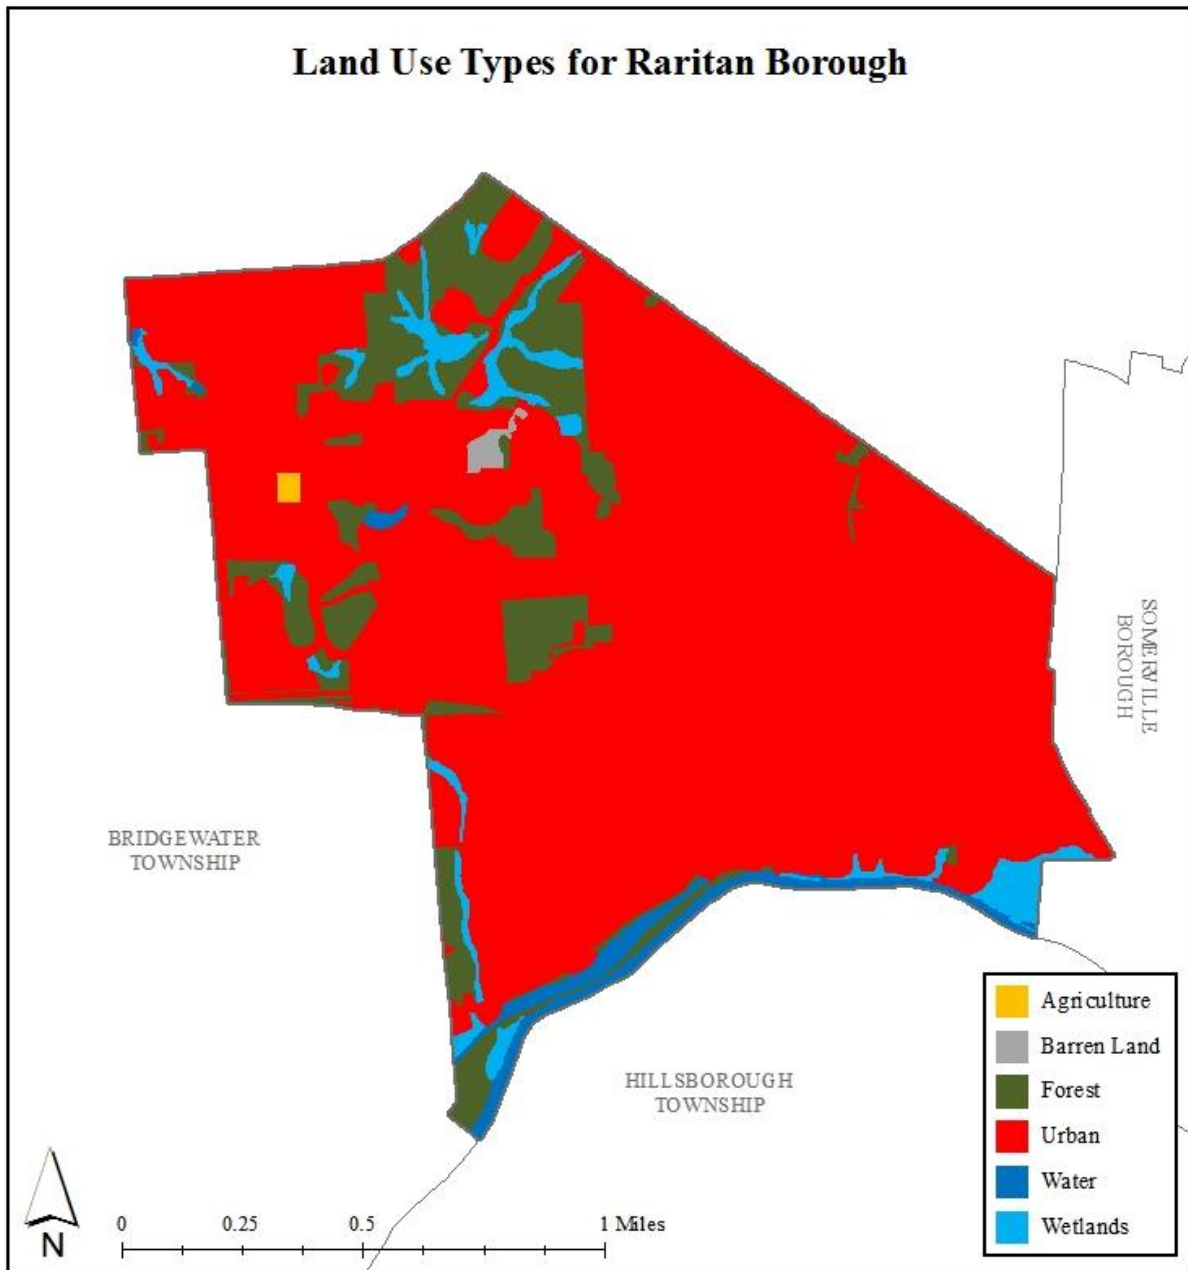 Land Use Types for Raritan Borough
SOMERVILLE
BOROUGH
BRIDGEWATER
TOWNSHIP
HILLSBOROUGH
TOWNSHIP
Agriculture
Barren Land
Forest
Urban
Water
Wetlands
N
0 0.25 0.5 1 Miles